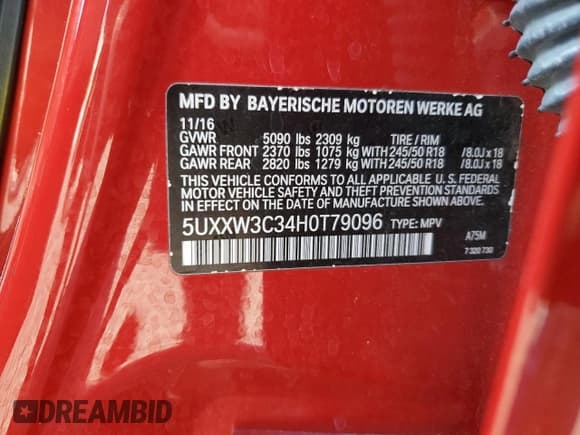 MFD BY BAYERISCHE MOTOREN WERKE AG
11/16
GVWR 5090 lbs 2309 kg TIRE / RIM
GAWR FRONT 2370 lbs 1075 kg WITH 245/50 R18 /8.0J x 18
GAWR REAR 2820 lbs 1279 kg WITH 245/50 R18 /8.0J x 18
THIS VEHICLE CONFORMS TO ALL APPLICABLE U. S. FEDERAL
MOTOR VEHICLE SAFETY AND THEFT PREVENTION STANDARDS
IN EFFECT ON THE DATE OF MANUFACTURE SHOWN ABOVE.
5UXXW3C34H0T79096 TYPE: MPV
A75M
7 320 730
DREAMBID